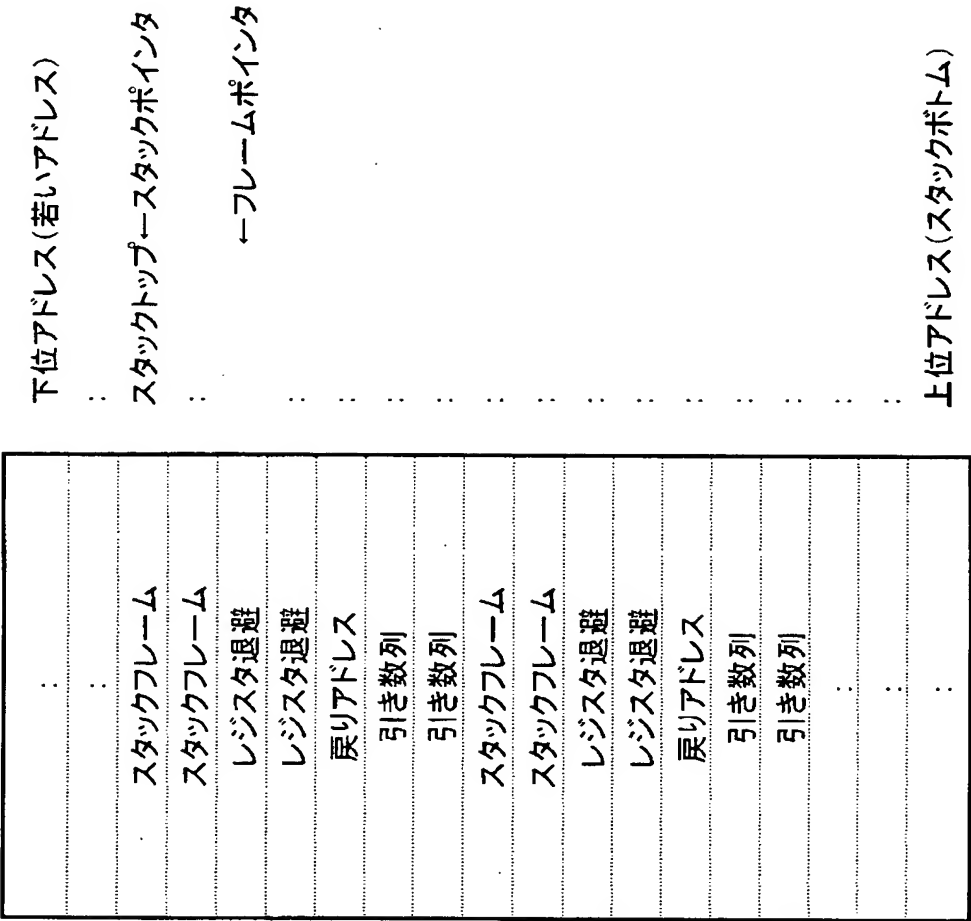 : 下位アドレス(若いアドレス)
: :
スタックフレーム スタックトップ←スタックポインタ
スタックフレーム :
レジスタ退避 ←フレームポインタ
レジスタ退避 :
戻りアドレス :
引き数列 :
引き数列 :
スタックフレーム :
スタックフレーム :
レジスタ退避 :
レジスタ退避 :
戻りアドレス :
引き数列 :
引き数列 :
: :
: :
: 上位アドレス(スタックボトム)